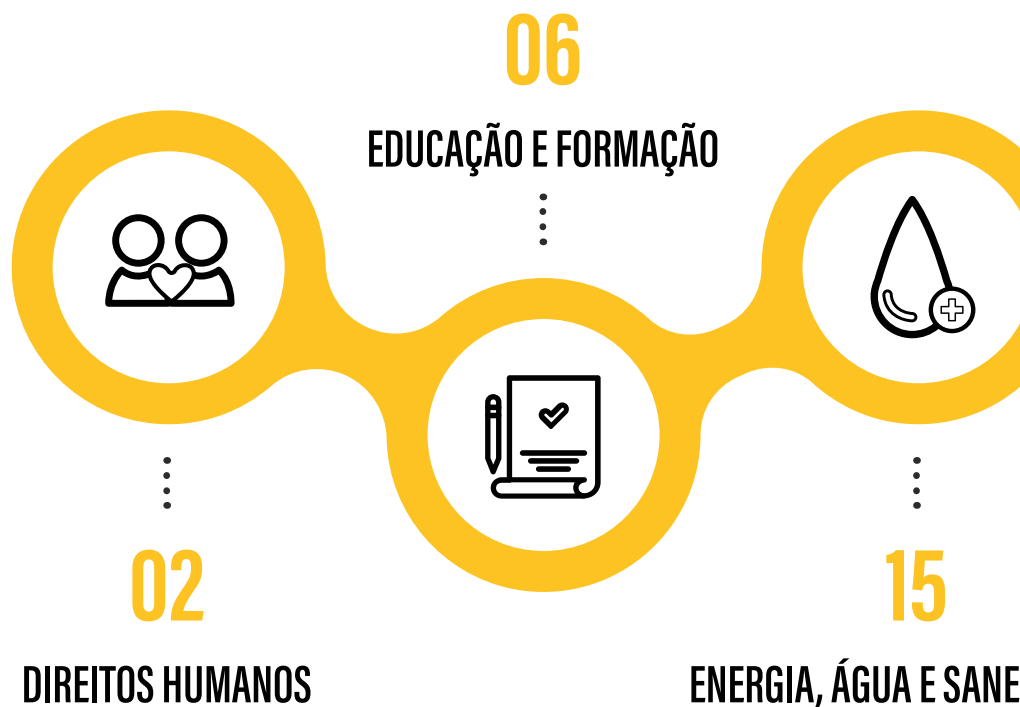 06
EDUCAÇÃO E FORMAÇÃO
02
DIREITOS HUMANOS
15
ENERGIA, ÁGUA E SANE